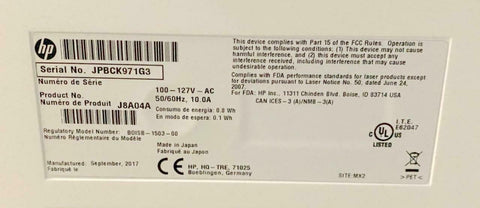 hp
Serial No. JPBCK971G3
Numéro de Série
Product No.
Numéro de Produit J8A04A
100-127V-AC
50/60Hz, 10.0A
Consumo de energía: 0.8 Wh
En modo de espera: 0.1 Wh
Regulatory Model Number: BOISB-1503-00
Numéro Réglementaire du Modèle
Manufactured: September, 2017
Fabriqué:
Made in Japan
Fabriqué au Japon
CE HP, HQ-TRE, 71025
Boeblingen, Germany
This device complies with Part 15 of the FCC Rules. Operation is subject to the
following conditions: (1) This device may not cause harmful
interference, and (2) this device must accept any
interference received, including interference that may cause
undesirable operation.
Complies with FDA performance standards for laser products except
for deviations pursuant to Laser Notice No. 50, dated June 24,
2007.
FOR: HP Inc., 11311 Chinden Blvd. Boise, ID 83714 USA
CAN ICES-3 (A)/NMB-3(A)
C UL US
LISTED
I.T.E.
E62047
>PET<
SITE:MX2